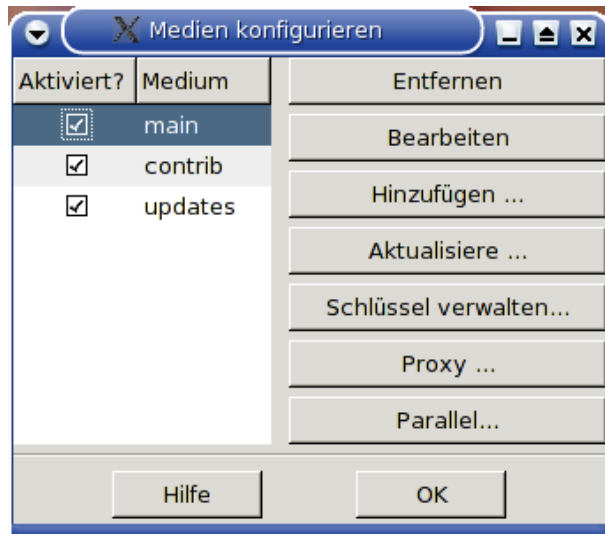 Medien konfigurieren
Aktiviert? Medium
main
contrib
updates
Entfernen
Bearbeiten
Hinzufügen ...
Aktualisiere ...
Schlüssel verwalten...
Proxy ...
Parallel...
Hilfe
OK